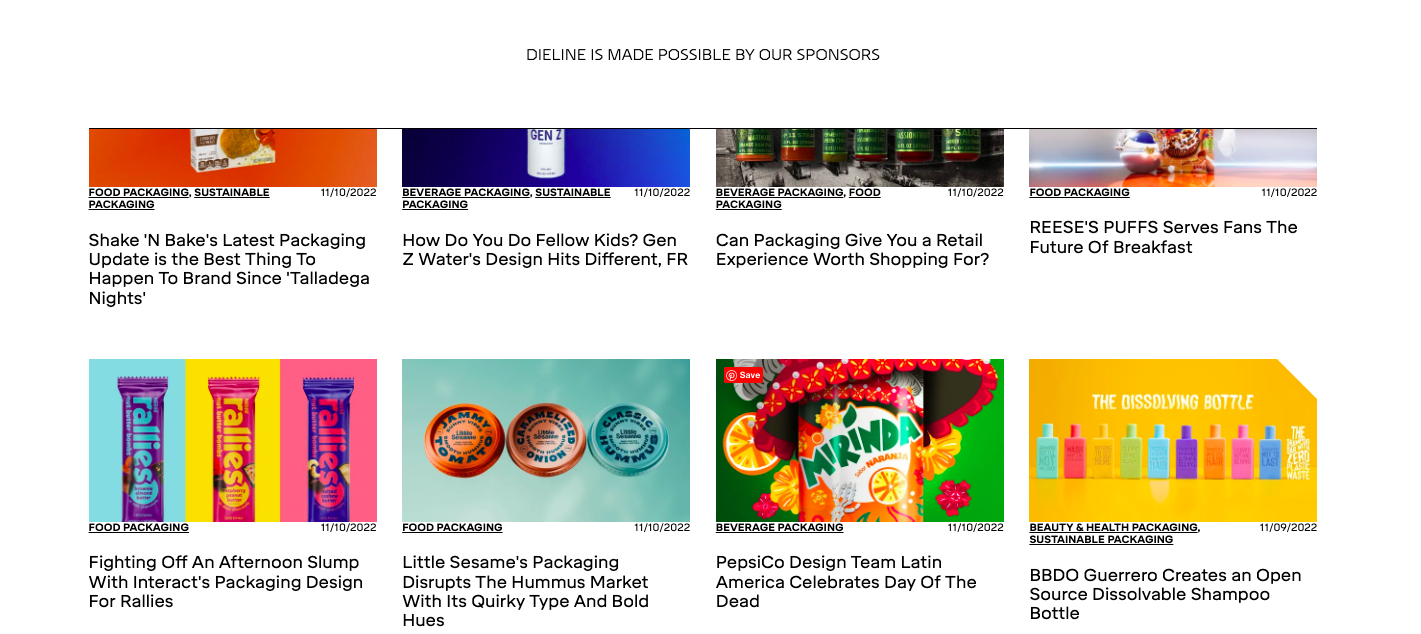 DIELINE IS MADE POSSIBLE BY OUR SPONSORS
GEN Z
FOOD PACKAGING, SUSTAINABLE
PACKAGING
11/10/2022
BEVERAGE PACKAGING, SUSTAINABLE
PACKAGING
11/10/2022
BEVERAGE PACKAGING, FOOD
PACKAGING
11/10/2022
FOOD PACKAGING
11/10/2022
Shake 'N Bake's Latest Packaging
Update is the Best Thing To
Happen To Brand Since 'Talladega
Nights'
How Do You Do Fellow Kids? Gen
Z Water's Design Hits Different, FR
Can Packaging Give You a Retail
Experience Worth Shopping For?
REESE'S PUFFS Serves Fans The
Future Of Breakfast
rallies
rallies
rallies
JAMMY
TOMATO
Little
Sesame
CARAMELIZED
ONION
Little
Sesame
CLASSIC
HUMMUS
Little
Sesame
Save
MIRINDA
SABOR NARANJA
THE DISSOLVING BOTTLE
FOOD PACKAGING
11/10/2022
FOOD PACKAGING
11/10/2022
BEVERAGE PACKAGING
11/10/2022
BEAUTY & HEALTH PACKAGING,
SUSTAINABLE PACKAGING
11/09/2022
Fighting Off An Afternoon Slump
With Interact's Packaging Design
For Rallies
Little Sesame's Packaging
Disrupts The Hummus Market
With Its Quirky Type And Bold
Hues
PepsiCo Design Team Latin
America Celebrates Day Of The
Dead
BBDO Guerrero Creates an Open
Source Dissolvable Shampoo
Bottle